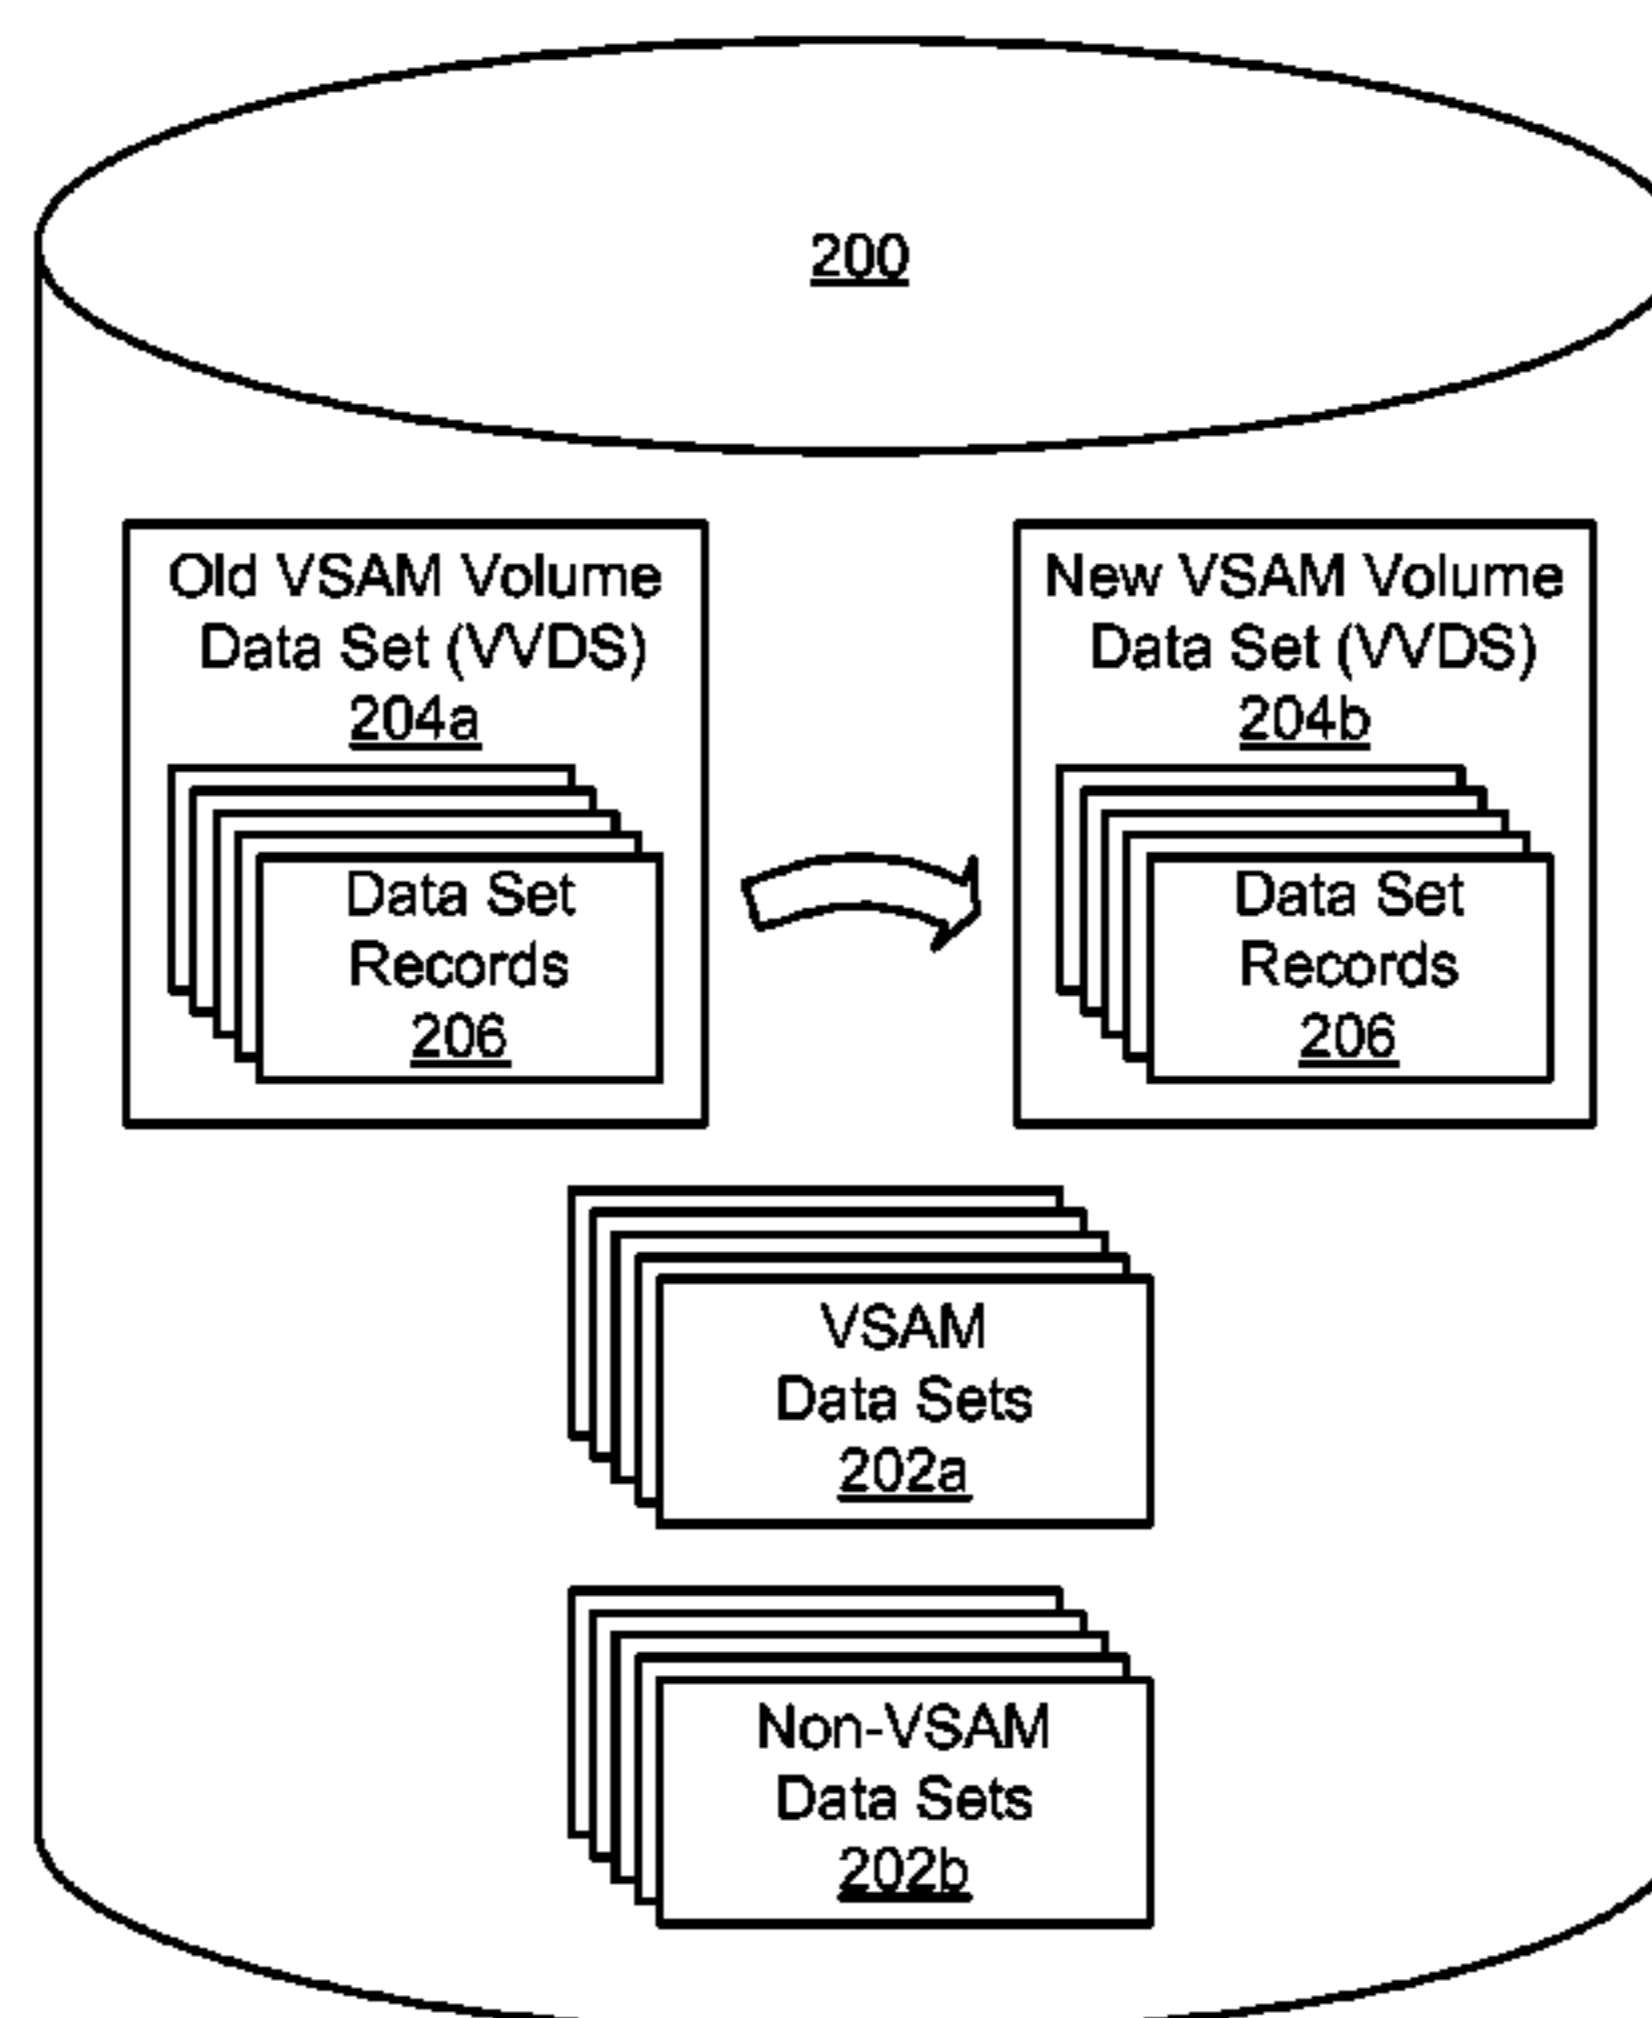 200
Old VSAM Volume
Data Set (VVDS)
204a
Data Set
Records
206
New VSAM Volume
Data Set (VVDS)
204b
Data Set
Records
206
VSAM
Data Sets
202a
Non-VSAM
Data Sets
202b